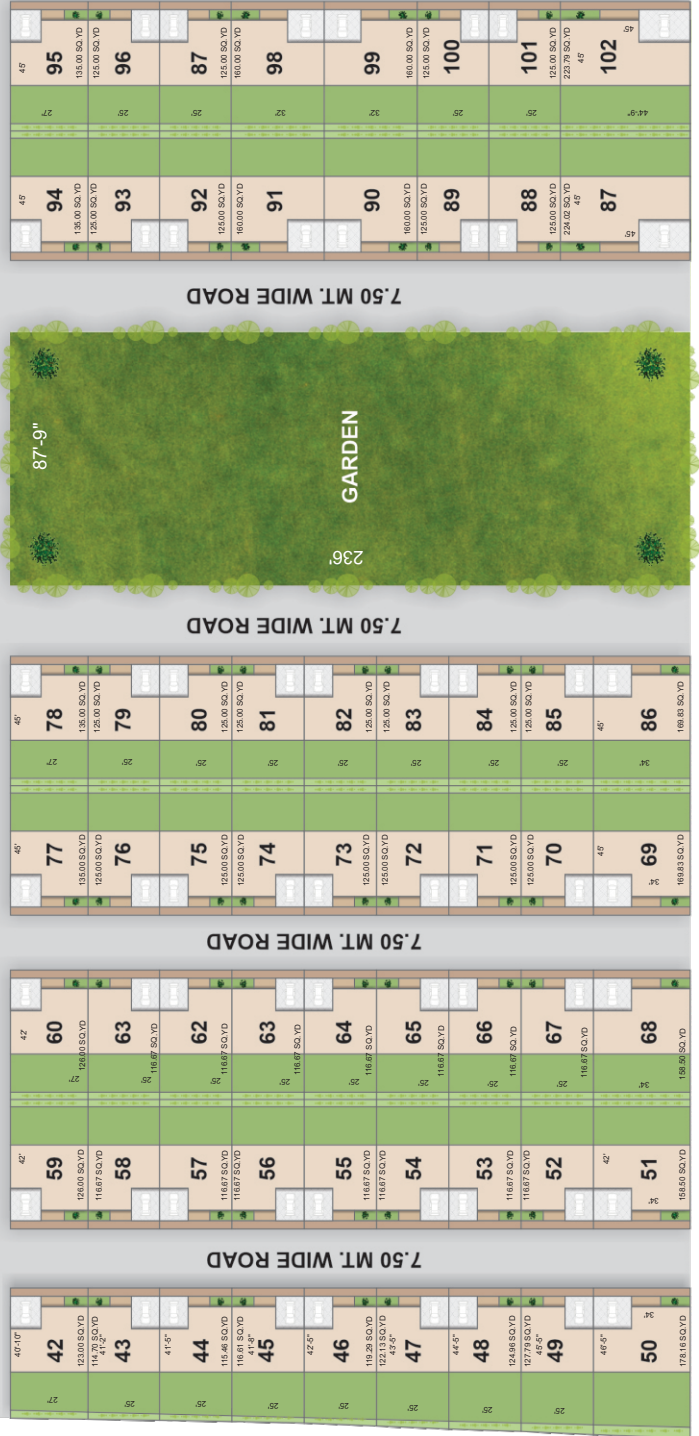 45'
95
135.00 SQ.YD
27'
125.00 SQ.YD
96
25'
87
125.00 SQ.YD
25'
160.00 SQ.YD
98
32'
99
160.00 SQ.YD
32'
125.00 SQ.YD
100
25'
101
125.00 SQ.YD
25'
223.79 SQ.YD
45'
102
45'
44'-9"
45'
94
135.00 SQ.YD
125.00 SQ.YD
93
92
125.00 SQ.YD
160.00 SQ.YD
91
90
160.00 SQ.YD
125.00 SQ.YD
89
88
125.00 SQ.YD
224.02 SQ.YD
45'
87
45'
7.50 MT. WIDE ROAD
87'-9"
GARDEN
236'
7.50 MT. WIDE ROAD
45'
78
135.00 SQ.YD
27'
125.00 SQ.YD
79
25'
80
125.00 SQ.YD
25'
125.00 SQ.YD
81
25'
82
125.00 SQ.YD
25'
125.00 SQ.YD
83
25'
84
125.00 SQ.YD
25'
125.00 SQ.YD
85
25'
45'
86
169.83 SQ.YD
34'
45'
77
135.00 SQ.YD
125.00 SQ.YD
76
75
125.00 SQ.YD
125.00 SQ.YD
74
73
125.00 SQ.YD
125.00 SQ.YD
72
71
125.00 SQ.YD
125.00 SQ.YD
70
45'
69
34'
169.83 SQ.YD
7.50 MT. WIDE ROAD
42'
60
126.00 SQ.YD
27'
63
116.67 SQ.YD
25'
62
116.67 SQ.YD
25'
63
116.67 SQ.YD
25'
64
116.67 SQ.YD
25'
65
116.67 SQ.YD
25'
66
116.67 SQ.YD
25'
67
116.67 SQ.YD
25'
68
158.50 SQ.YD
34'
42'
59
126.00 SQ.YD
116.67 SQ.YD
58
57
116.67 SQ.YD
116.67 SQ.YD
56
55
116.67 SQ.YD
116.67 SQ.YD
54
53
116.67 SQ.YD
116.67 SQ.YD
52
42'
51
34'
158.50 SQ.YD
7.50 MT. WIDE ROAD
40'-10"
42
123.00 SQ.YD
27'
114.70 SQ.YD
41'-2"
43
25'
41'-5"
44
115.46 SQ.YD
25'
116.61 SQ.YD
41'-8"
45
25'
42'-5"
46
119.29 SQ.YD
25'
122.13 SQ.YD
43'-5"
47
25'
44'-5"
48
124.96 SQ.YD
25'
127.79 SQ.YD
45'-5"
49
25'
46'-5"
34'
50
178.16 SQ.YD